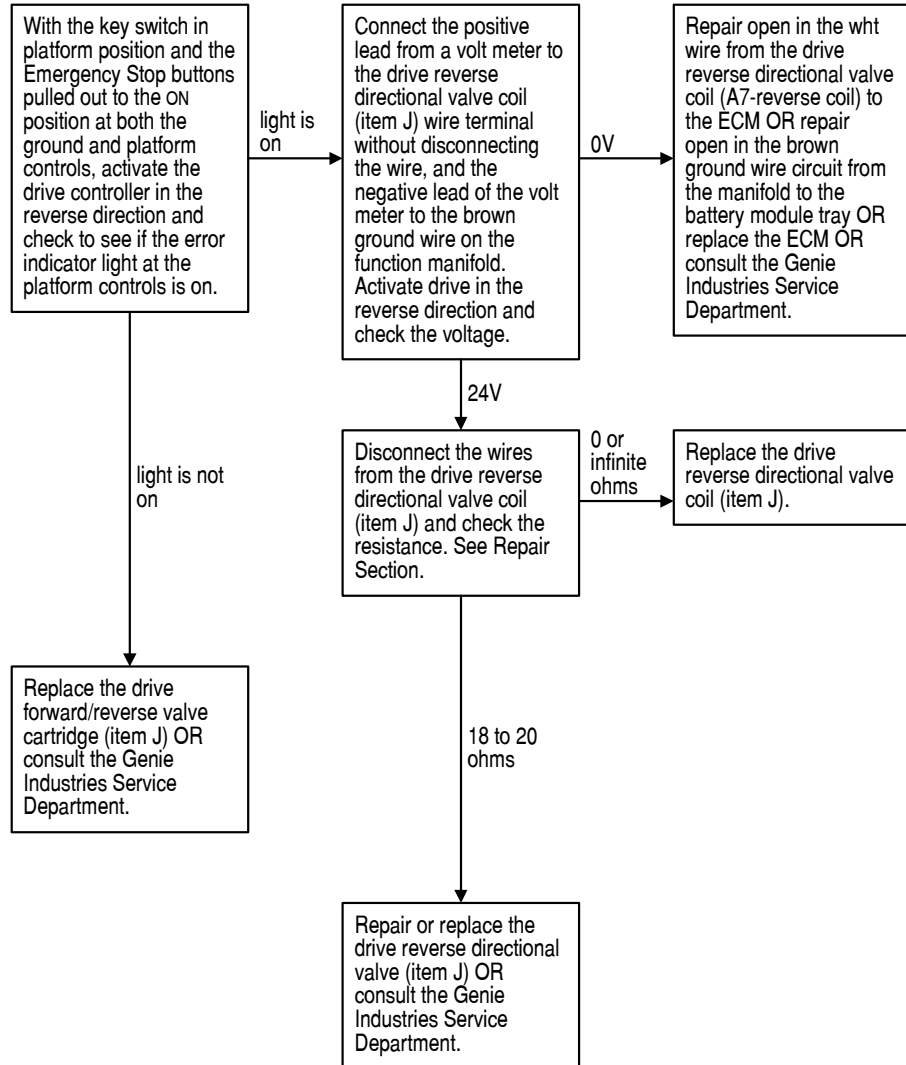 With the key switch in
platform position and the
Emergency Stop buttons
pulled out to the ON
position at both the
ground and platform
controls, activate the
drive controller in the
reverse direction and
check to see if the error
indicator light at the
platform controls is on.
light is
on
Connect the positive
lead from a volt meter to
the drive reverse
directional valve coil
(item J) wire terminal
without disconnecting
the wire, and the
negative lead of the volt
meter to the brown
ground wire on the
function manifold.
Activate drive in the
reverse direction and
check the voltage.
0V
Repair open in the wht
wire from the drive
reverse directional valve
coil (A7-reverse coil) to
the ECM OR repair
open in the brown
ground wire circuit from
the manifold to the
battery module tray OR
replace the ECM OR
consult the Genie
Industries Service
Department.
24V
light is not
on
Disconnect the wires
from the drive reverse
directional valve coil
(item J) and check the
resistance. See Repair
Section.
0 or
infinite
ohms
Replace the drive
reverse directional valve
coil (item J).
Replace the drive
forward/reverse valve
cartridge (item J) OR
consult the Genie
Industries Service
Department.
18 to 20
ohms
Repair or replace the
drive reverse directional
valve (item J) OR
consult the Genie
Industries Service
Department.